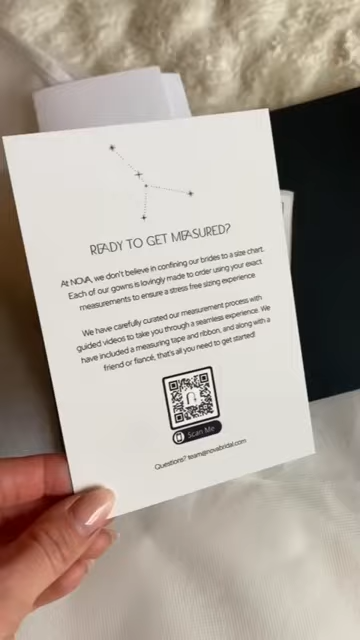 READY TO GET MEASURED?
At NOVA, we don't believe in confining our brides to a size chart.
Each of our gowns is lovingly made to order using your exact
measurements to ensure a stress free sizing experience.
We have carefully curated our measurement process with
guided videos to take you through a seamless experience. We
have included a measuring tape and ribbon, and along with a
friend or fiancé, that's all you need to get started!
Scan Me
Questions? team@novabridal.com